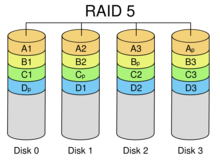 RAID 5
A1 A2 A3 Ap
B1 B2 Bp B3
C1 Cp C2 C3
Dp D1 D2 D3
Disk 0 Disk 1 Disk 2 Disk 3